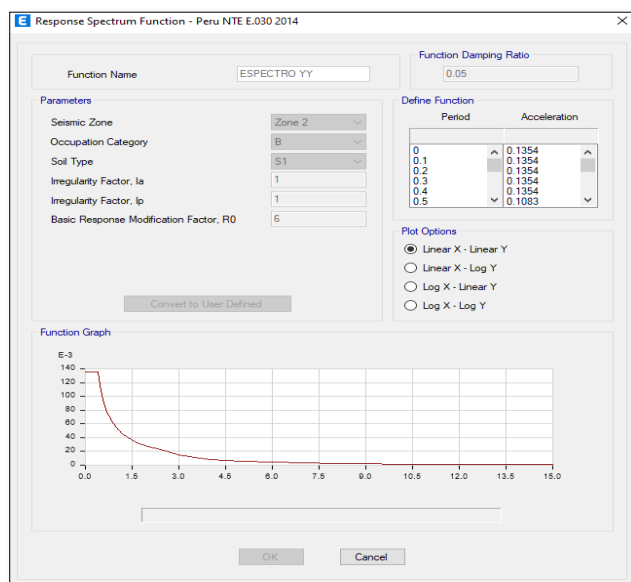 E Response Spectrum Function - Peru NTE E.030 2014
Function Name ESPECTRO YY
Function Damping Ratio
0.05
Parameters
Seismic Zone Zone 2
Occupation Category B
Soil Type S1
Irregularity Factor, Ia 1
Irregularity Factor, Ip 1
Basic Response Modification Factor, R0 6
Convert to User Defined
Define Function
Period Acceleration
0 0.1354
0.1 0.1354
0.2 0.1354
0.3 0.1354
0.4 0.1354
0.5 0.1083
Plot Options
Linear X - Linear Y
Linear X - Log Y
Log X - Linear Y
Log X - Log Y
Function Graph
E-3
140
120
100
80
60
40
20
0
0.0 1.5 3.0 4.5 6.0 7.5 9.0 10.5 12.0 13.5 15.0
OK Cancel